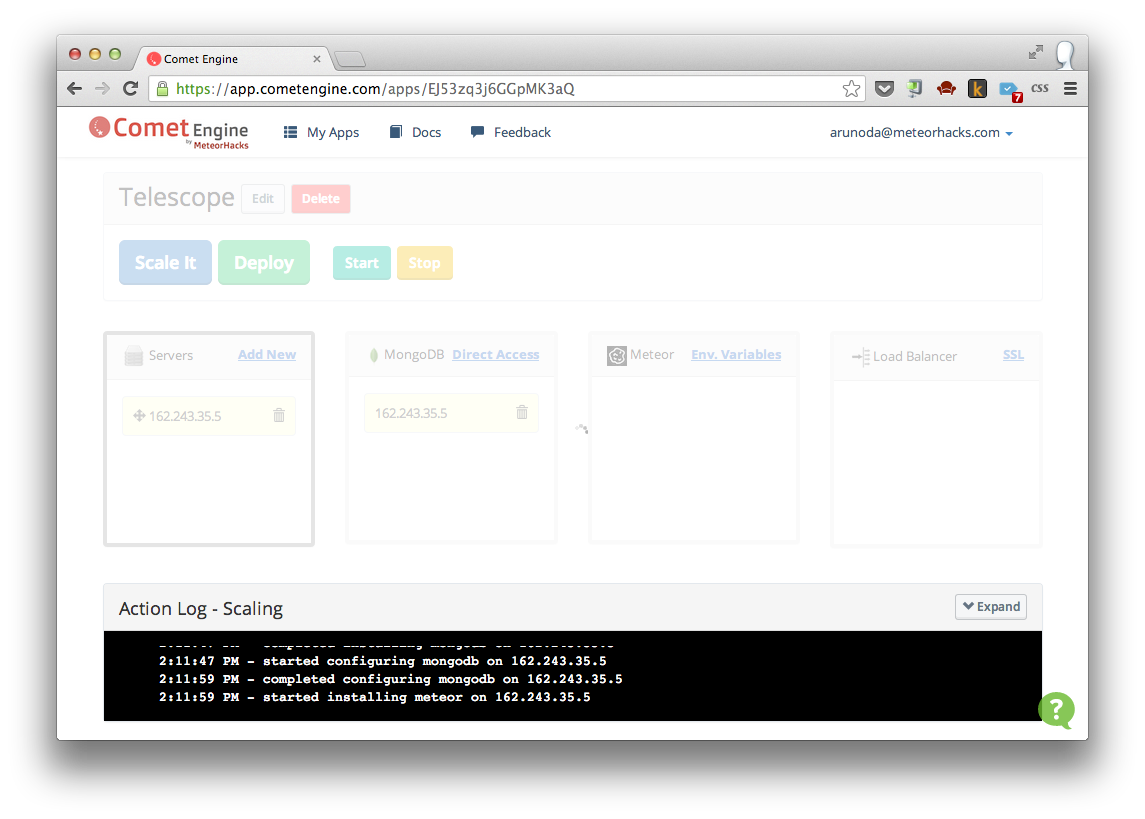 Comet Engine
https://app.cometengine.com/apps/EJ53zq3j6GGpMK3aQ
k
7
css
Comet Engine
by MeteorHacks
My Apps
Docs
Feedback
arunoda@meteorhacks.com
Telescope
Edit
Delete
Scale It
Deploy
Start
Stop
Servers
Add New
MongoDB
Direct Access
Meteor
Env. Variables
Load Balancer
SSL
162.243.35.5
162.243.35.5
Action Log - Scaling
Expand
2:11:47 PM - started configuring mongodb on 162.243.35.5
2:11:59 PM - completed configuring mongodb on 162.243.35.5
2:11:59 PM - started installing meteor on 162.243.35.5
?